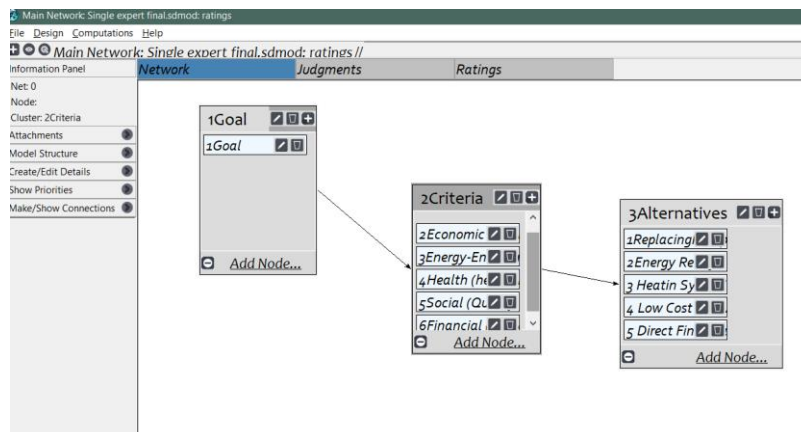 Main Network: Single expert final.sdmod: ratings
File Design Computations Help
Main Network: Single expert final.sdmod: ratings //
Information Panel
Network Judgments Ratings
Net: 0
Node:
Cluster: 2Criteria
Attachments
Model Structure
Create/Edit Details
Show Priorities
Make/Show Connections
1Goal
1Goal
Add Node...
2Criteria
2Economic
3Energy-En
4Health (he
5Social (Qu
6Financial
Add Node...
3Alternatives
1Replacing
2Energy Re
3 Heatin Sy
4 Low Cost
5 Direct Fin
Add Node...